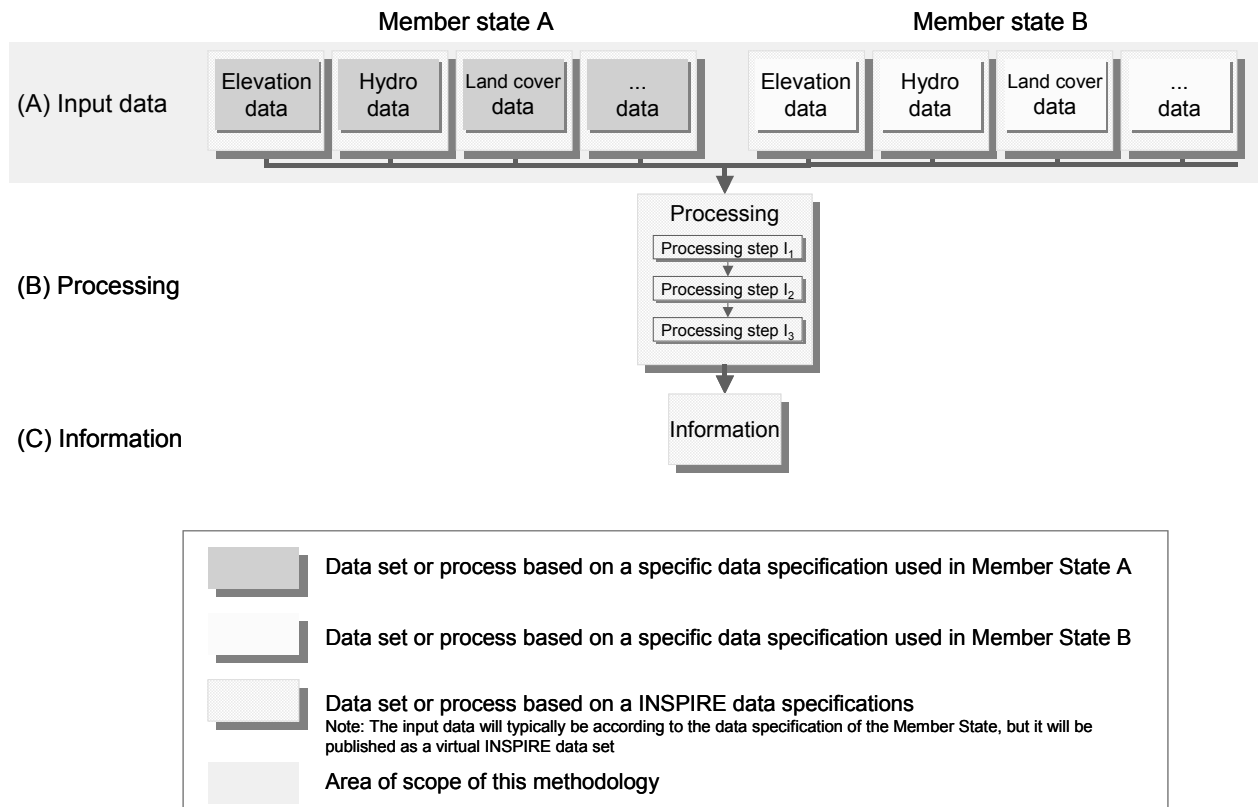 Member state A
Member state B
(A) Input data
Elevation
data
Hydro
data
Land cover
data
...
data
Elevation
data
Hydro
data
Land cover
data
...
data
(B) Processing
Processing
Processing step I1
Processing step I2
Processing step I3
(C) Information
Information
Data set or process based on a specific data specification used in Member State A
Data set or process based on a specific data specification used in Member State B
Data set or process based on a INSPIRE data specifications
Note: The input data will typically be according to the data specification of the Member State, but it will be
published as a virtual INSPIRE data set
Area of scope of this methodology